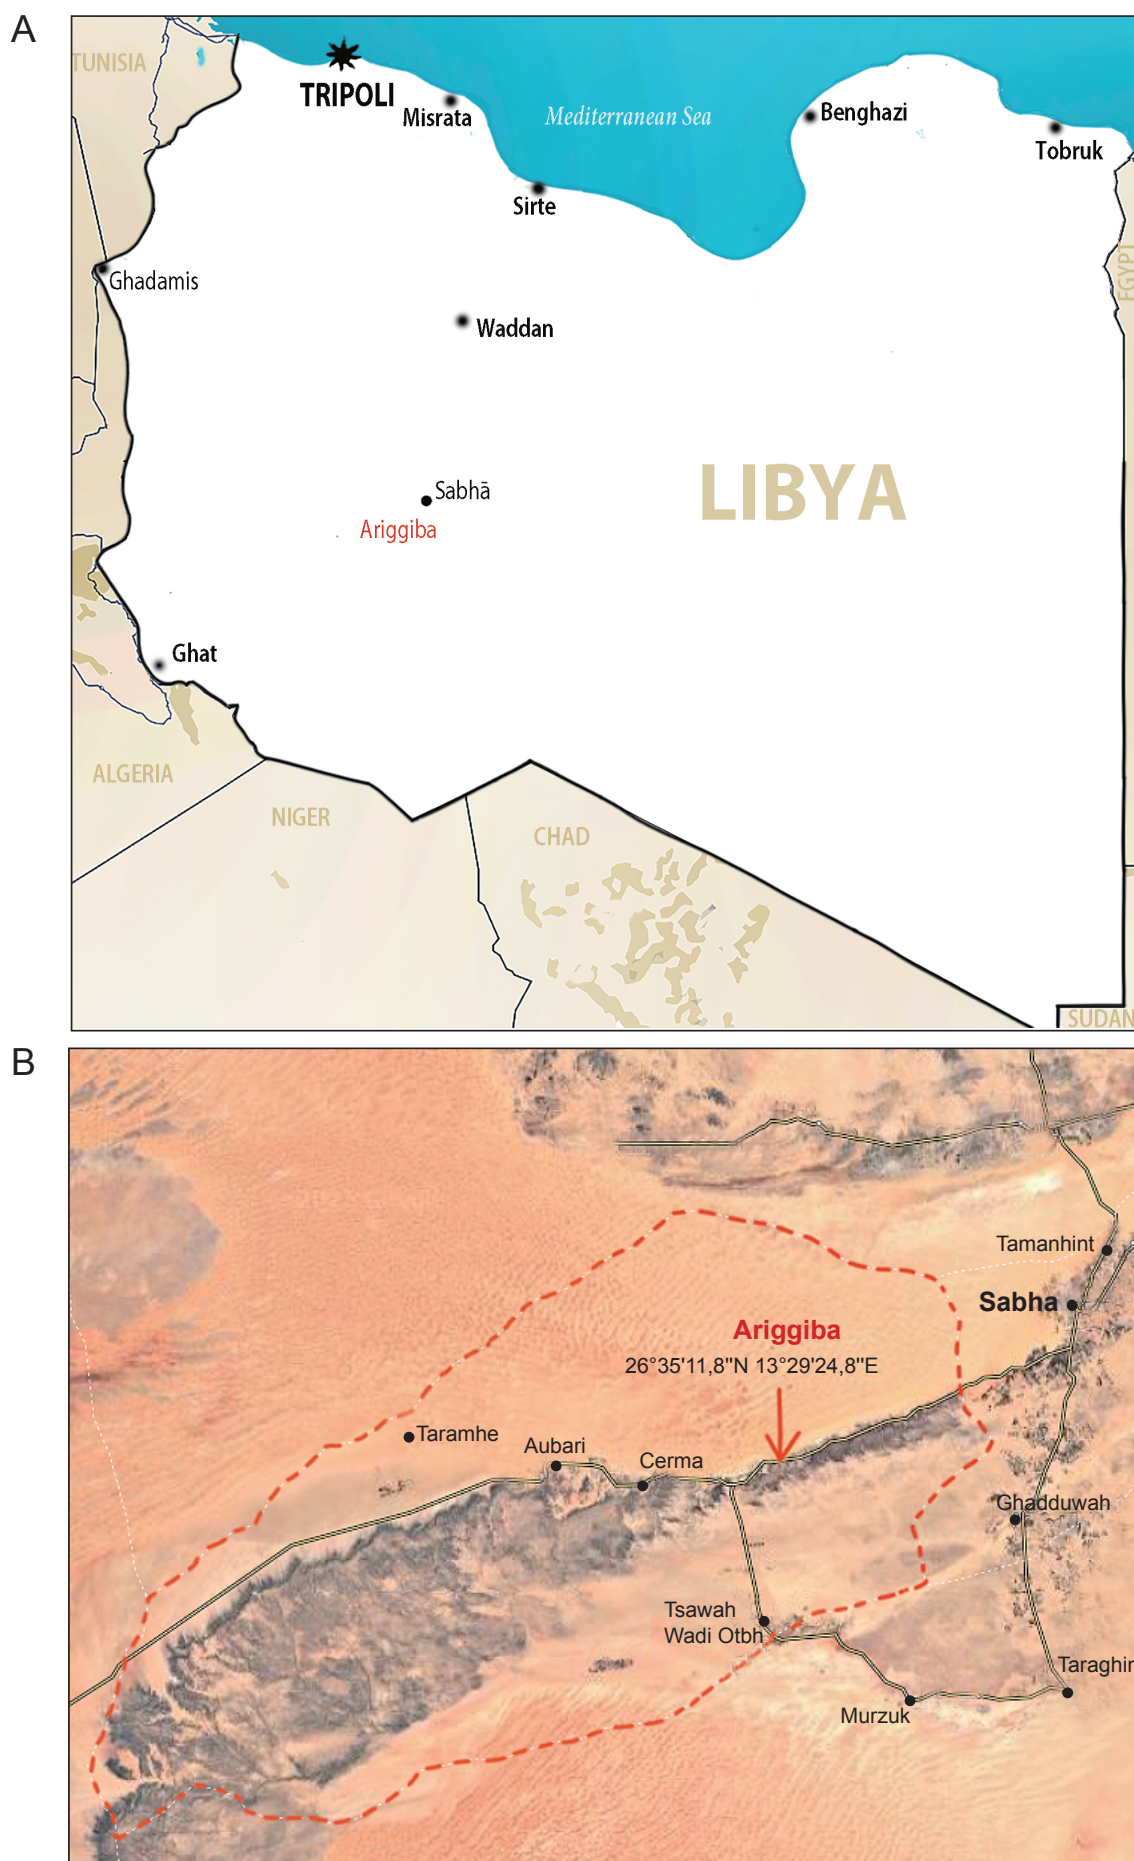 A
TUNISIA
TRIPOLI
Misrata
Mediterranean Sea
Benghazi
Tobruk
Sirte
EGYPT
Ghadamis
Waddan
LIBYA
Sabhā
Ariggiba
Ghat
ALGERIA
NIGER
CHAD
SUDAN
B
Tamanhint
Sabha
Ariggiba
26°35'11,8"N 13°29'24,8"E
Taramhe
Aubari
Cerma
Ghadduwah
Tsawah
Wadi Otbh
Taraghin
Murzuk